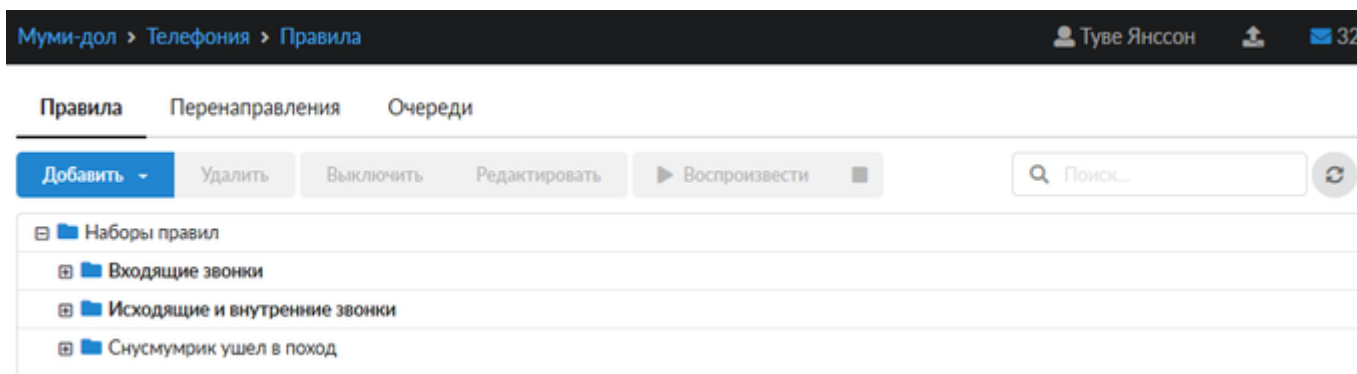 Муми-дол > Телефония > Правила Туве Янссон 32
Правила Перенаправления Очереди
Добавить Удалить Выключить Редактировать Воспроизвести Поиск...
Наборы правил
Входящие звонки
Исходящие и внутренние звонки
Снусмумрик ушел в поход